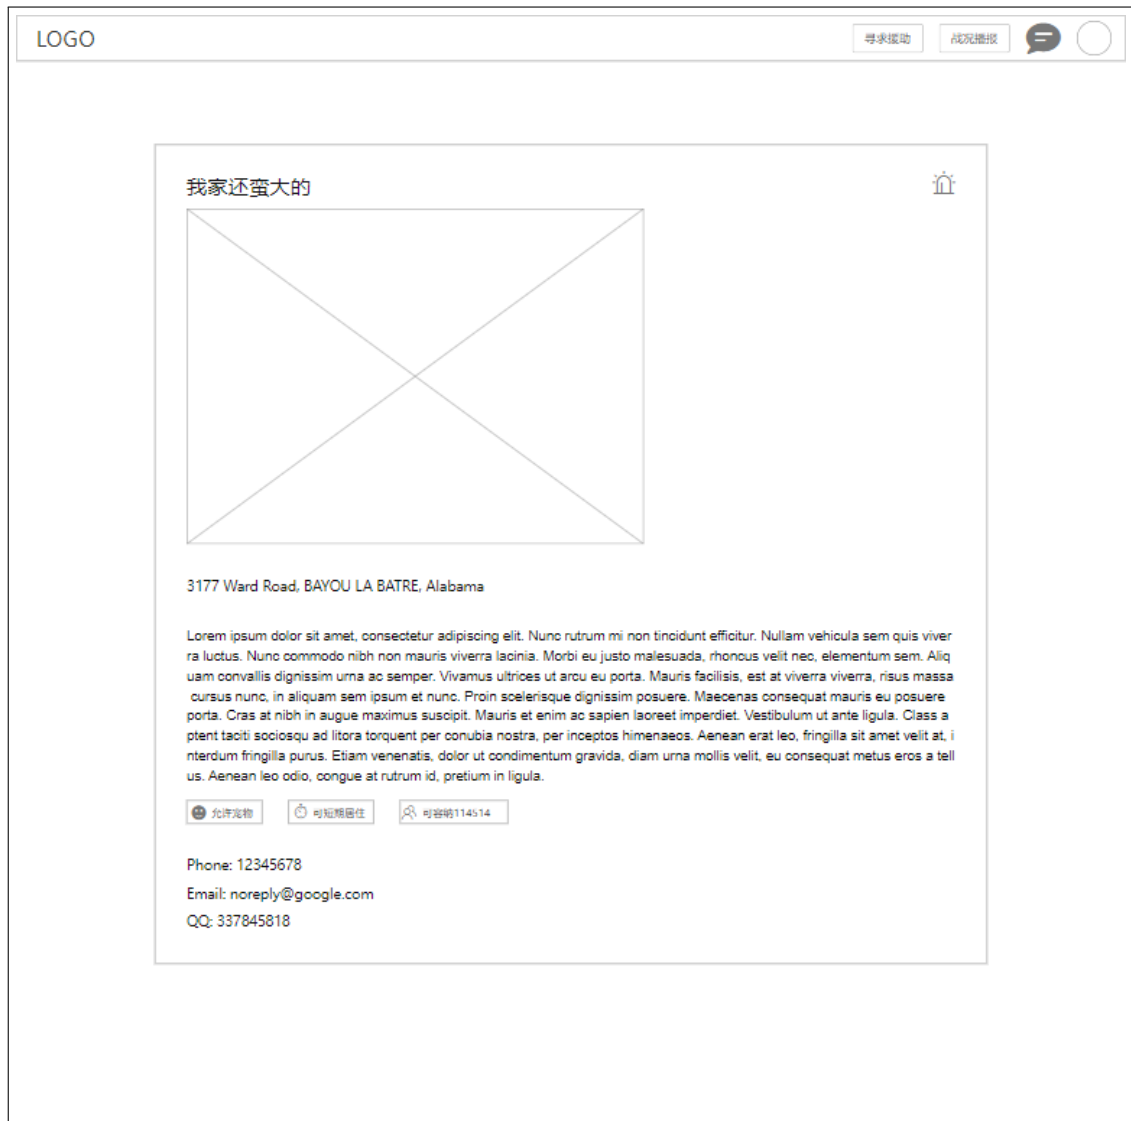 LOGO
寻求援助
战况播报
我家还蛮大的
3177 Ward Road, BAYOU LA BATRE, Alabama
Lorem ipsum dolor sit amet, consectetur adipiscing elit. Nunc rutrum mi non tincidunt efficitur. Nullam vehicula sem quis viver
ra luctus. Nunc commodo nibh non mauris viverra lacinia. Morbi eu justo malesuada, rhoncus velit nec, elementum sem. Aliq
uam convallis dignissim urna ac semper. Vivamus ultrices ut arcu eu porta. Mauris facilisis, est at viverra viverra, risus massa
cursus nunc, in aliquam sem ipsum et nunc. Proin scelerisque dignissim posuere. Maecenas consequat mauris eu posuere
porta. Cras at nibh in augue maximus suscipit. Mauris et enim ac sapien laoreet imperdiet. Vestibulum ut ante ligula. Class a
ptent taciti sociosqu ad litora torquent per conubia nostra, per inceptos himenaeos. Aenean erat leo, fringilla sit amet velit at, i
nterdum fringilla purus. Etiam venenatis, dolor ut condimentum gravida, diam urna mollis velit, eu consequat metus eros a tell
us. Aenean leo odio, congue at rutrum id, pretium in ligula.
允许宠物
可短期居住
可容纳114514
Phone: 12345678
Email: noreply@google.com
QQ: 337845818